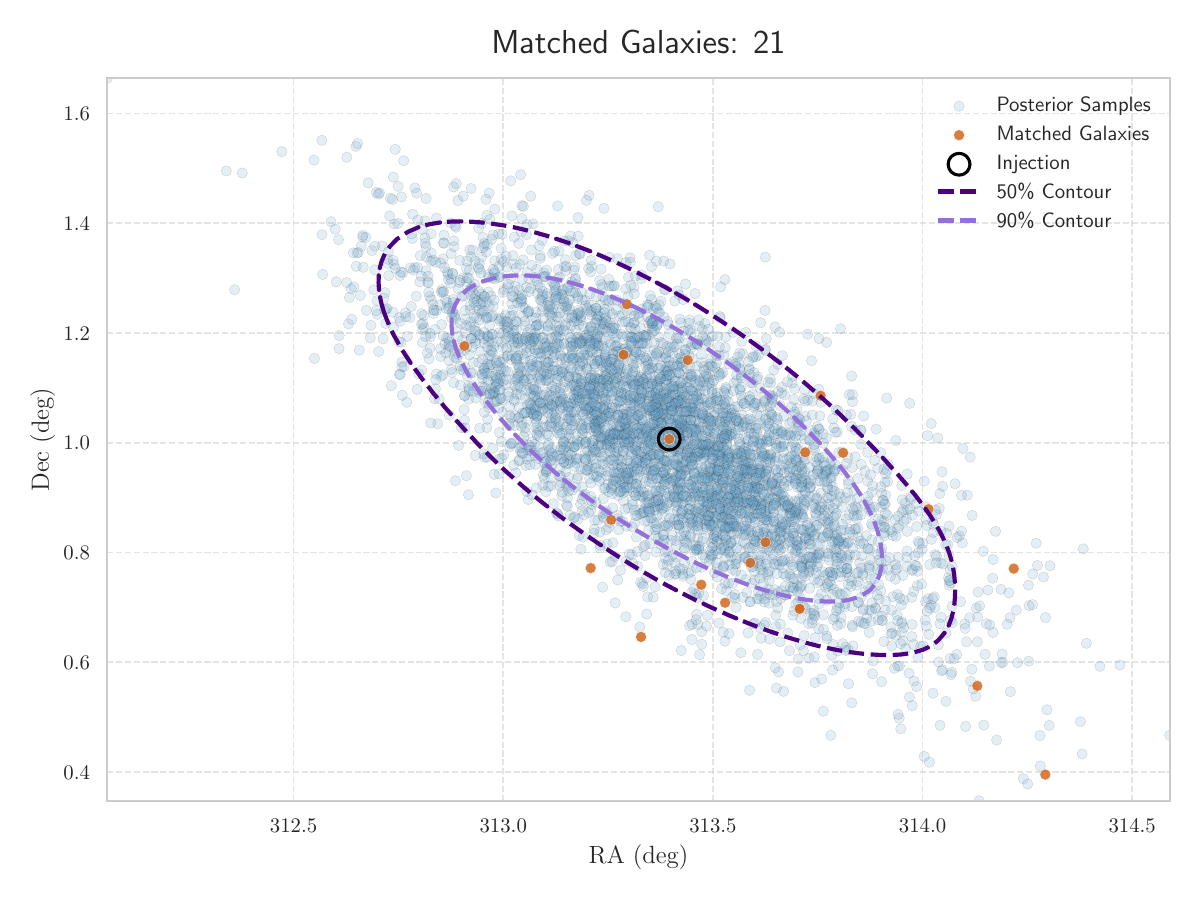 Matched Galaxies: 21
Posterior Samples
Matched Galaxies
Injection
50% Contour
90% Contour
1.6
1.4
1.2
1.0
0.8
0.6
0.4
Dec (deg)
312.5 313.0 313.5 314.0 314.5
RA (deg)